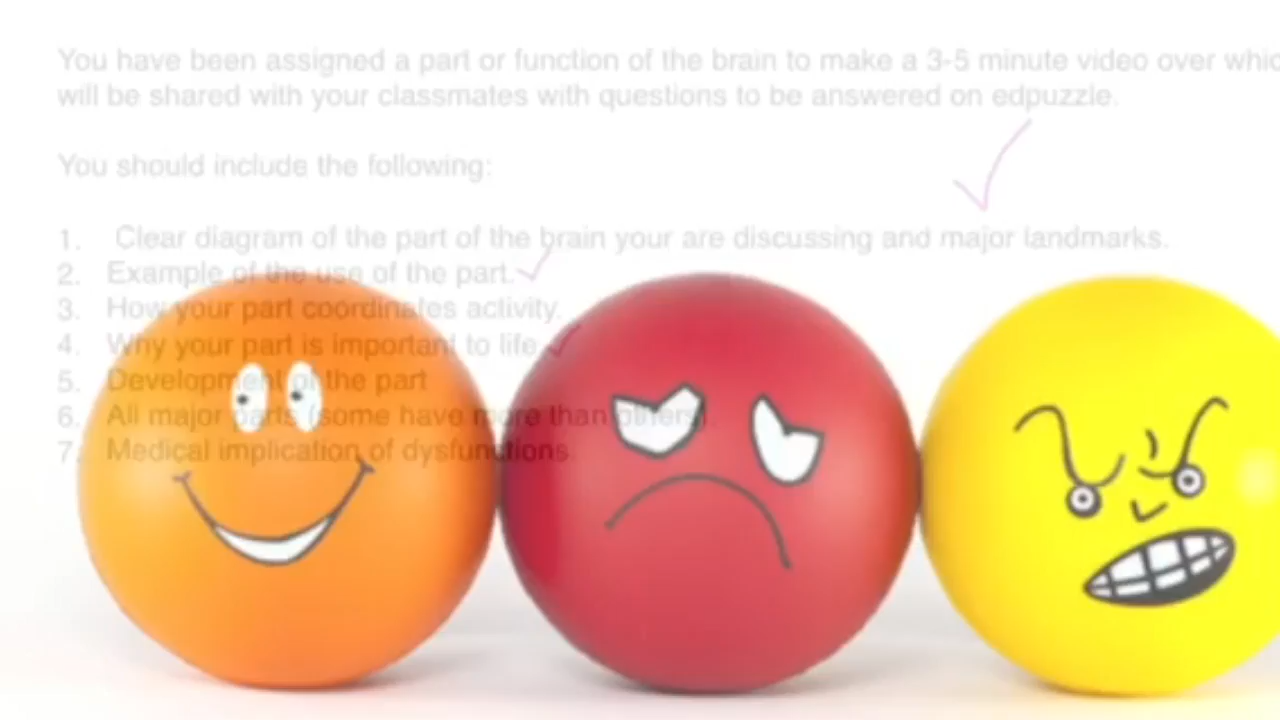 You have been assigned a part or function of the brain to make a 3-5 minute video over
will be shared with your classmates with questions to be answered on edpuzzle.
You should include the following:
1. Clear diagram of the part of the brain your are discussing and major landmarks.
2. Example of the use of the part.
3. How your part coordinates activity.
4. Why your part is important to life
5. Development of the part
6. All major parts (some have more than others).
7. Medical implication of dysfunctions.